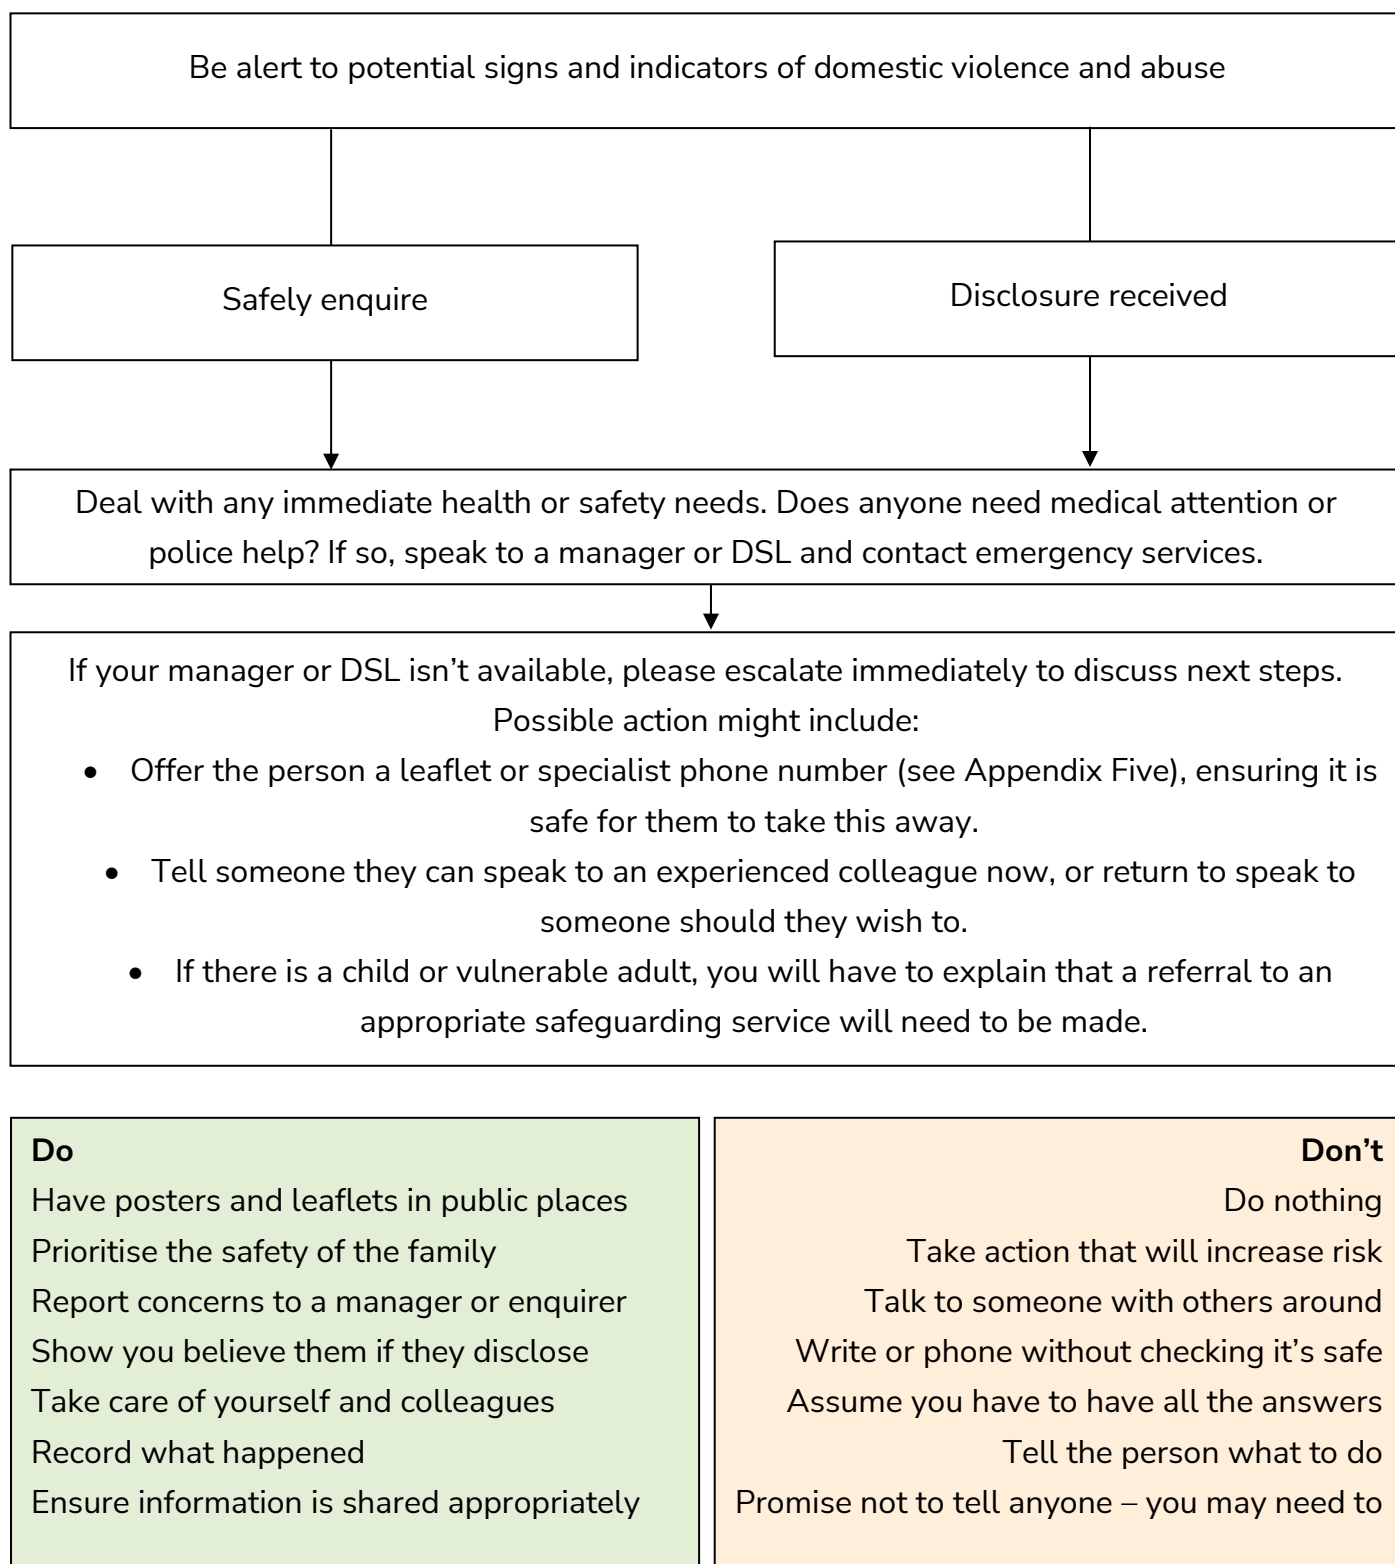 Be alert to potential signs and indicators of domestic violence and abuse
Safely enquire
Disclosure received
Deal with any immediate health or safety needs. Does anyone need medical attention or
police help? If so, speak to a manager or DSL and contact emergency services.
If your manager or DSL isn’t available, please escalate immediately to discuss next steps.
Possible action might include:
• Offer the person a leaflet or specialist phone number (see Appendix Five), ensuring it is
safe for them to take this away.
• Tell someone they can speak to an experienced colleague now, or return to speak to
someone should they wish to.
• If there is a child or vulnerable adult, you will have to explain that a referral to an
appropriate safeguarding service will need to be made.
Do
Have posters and leaflets in public places
Prioritise the safety of the family
Report concerns to a manager or enquirer
Show you believe them if they disclose
Take care of yourself and colleagues
Record what happened
Ensure information is shared appropriately
Don’t
Do nothing
Take action that will increase risk
Talk to someone with others around
Write or phone without checking it’s safe
Assume you have to have all the answers
Tell the person what to do
Promise not to tell anyone – you may need to